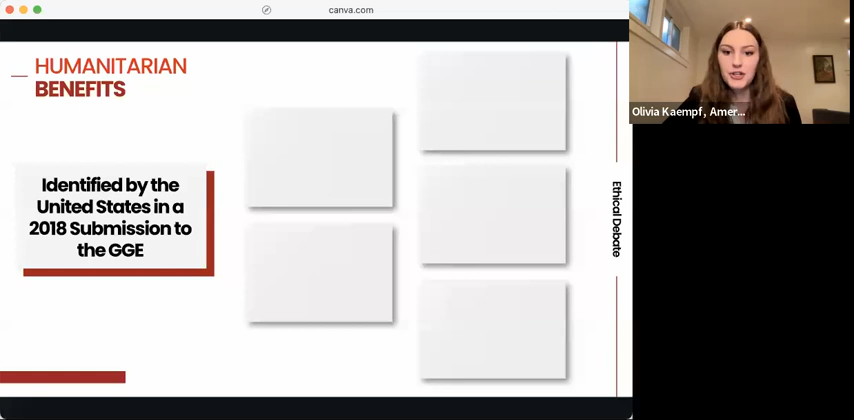 canva.com
HUMANITARIAN
BENEFITS
Identified by the
United States in a
2018 Submission to
the GGE
Ethical Debate
Olivia Kaempf, Amer...